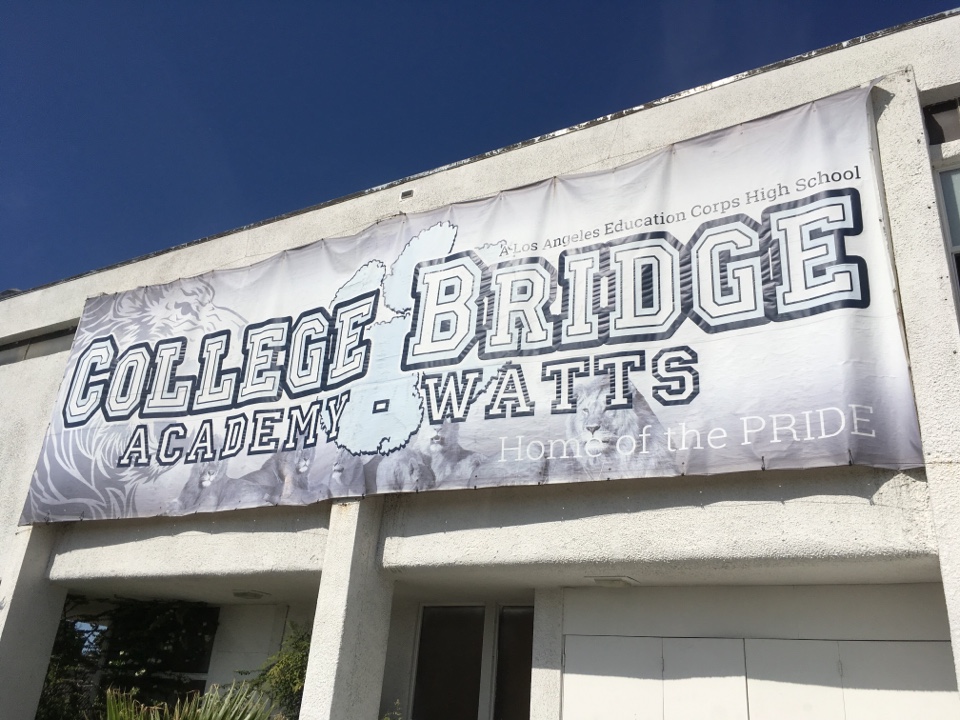 A Los Angeles Education Corps High School
COLLEGE BRIDGE
ACADEMY - WATTS
Home of the PRIDE